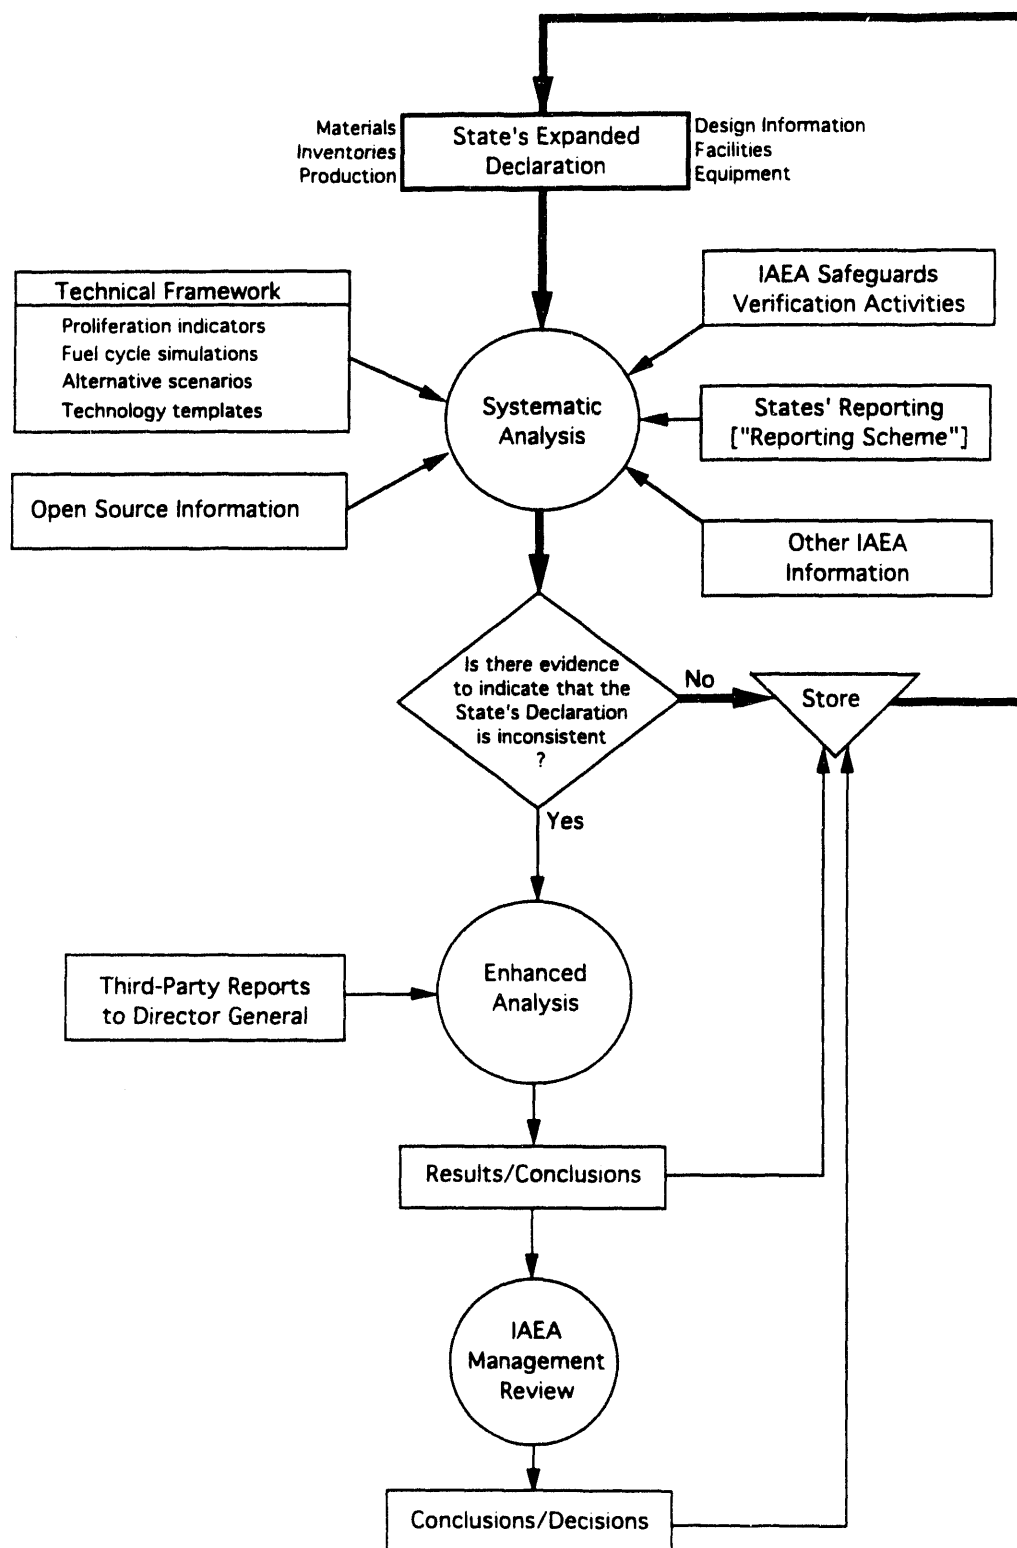 Materials
Inventories
Production
State's Expanded
Declaration
Design Information
Facilities
Equipment
Technical Framework
Proliferation indicators
Fuel cycle simulations
Alternative scenarios
Technology templates
Open Source Information
Systematic
Analysis
IAEA Safeguards
Verification Activities
States' Reporting
["Reporting Scheme"]
Other IAEA
Information
Is there evidence
to indicate that the
State's Declaration
is inconsistent
?
No
Store
Yes
Third-Party Reports
to Director General
Enhanced
Analysis
Results/Conclusions
IAEA
Management
Review
Conclusions/Decisions